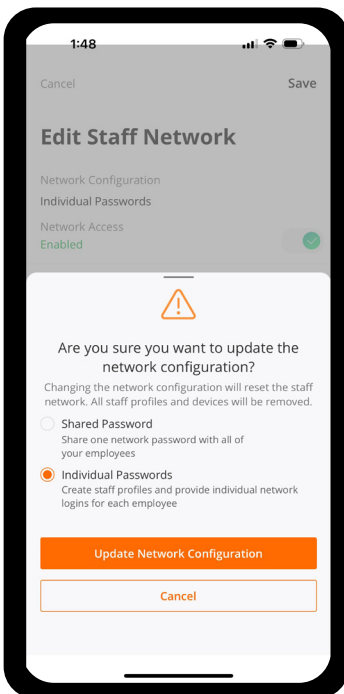 1:48
Cancel
Save
Edit Staff Network
Network Configuration
Individual Passwords
Network Access
Enabled
Are you sure you want to update the
network configuration?
Changing the network configuration will reset the staff
network. All staff profiles and devices will be removed.
Shared Password
Share one network password with all of
your employees
Individual Passwords
Create staff profiles and provide individual network
logins for each employee
Update Network Configuration
Cancel